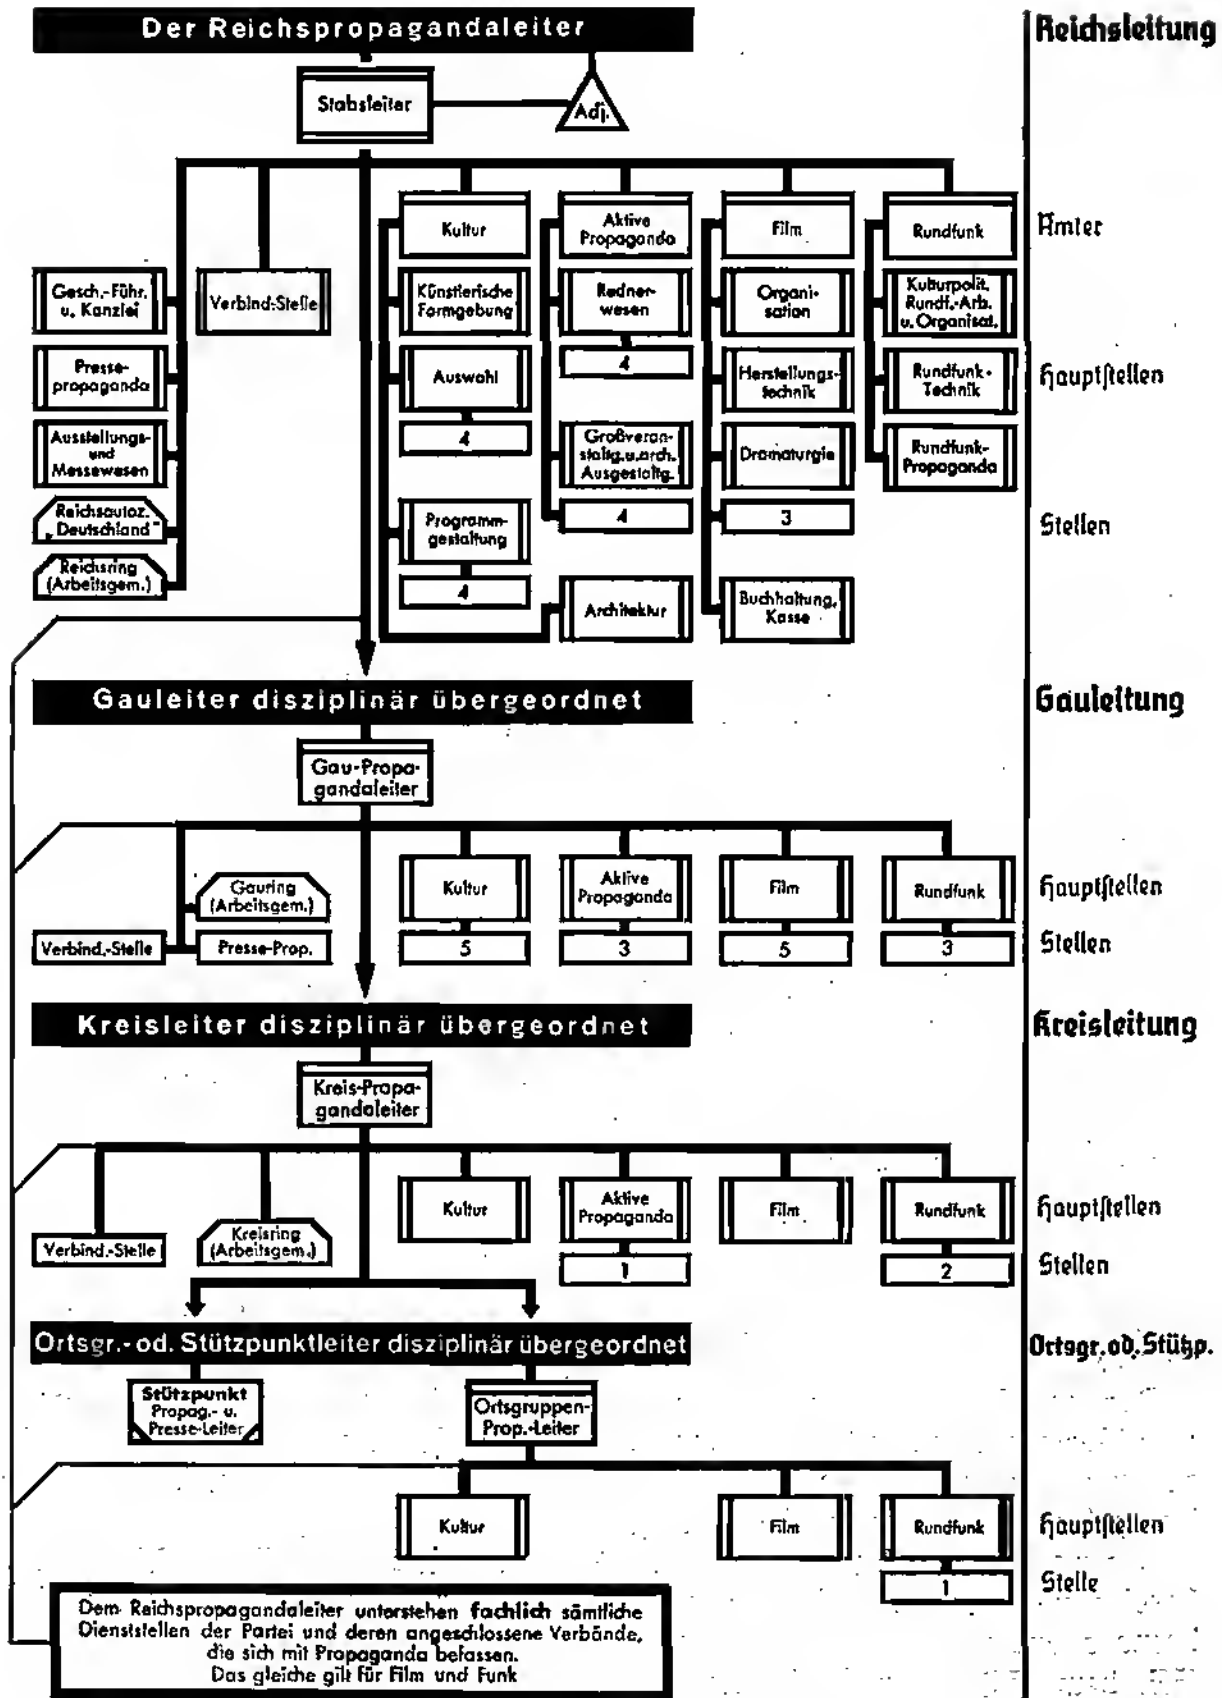 Der Reichspropagandaleiter
Reichsleitung
Stabsleiter
Adj.
Kultur
Aktive
Propaganda
Film
Rundfunk
Ämter
Gesch.-Führ.
u. Kanzlei
Verbind.-Stelle
Künstlerische
Formgebung
Redner-
wesen
Organi-
sation
Kulturpolit.
Rundf.-Arb.
u. Organisat.
Presse-
propaganda
Auswahl
4
Herstellungs-
technik
Rundfunk-
Technik
Hauptstellen
4
Ausstellungs-
und
Messewesen
Großveran-
staltg. u. arch.
Ausgestaltg.
Dramaturgie
Rundfunk-
Propaganda
Reichsautoz.
„Deutschland"
Programm-
gestaltung
4
3
Stellen
Reichsring
(Arbeitsgem.)
4
Architektur
Buchhaltung,
Kasse
Gauleiter disziplinär übergeordnet
Gauleitung
Gau-Propa-
gandaleiter
Gauring
(Arbeitsgem.)
Kultur
Aktive
Propaganda
Film
Rundfunk
Hauptstellen
Verbind.-Stelle
Presse-Prop.
5
3
5
3
Stellen
Kreisleiter disziplinär übergeordnet
Kreisleitung
Kreis-Propa-
gandaleiter
Kultur
Aktive
Propaganda
Film
Rundfunk
Hauptstellen
Verbind.-Stelle
Kreisring
(Arbeitsgem.)
1
2
Stellen
Ortsgr.- od. Stützpunktleiter disziplinär übergeordnet
Ortsgr. od. Stützp.
Stützpunkt
Propag.- u.
Presse-Leiter
Ortsgruppen-
Prop.-Leiter
Kultur
Film
Rundfunk
Hauptstellen
1
Stelle
Dem Reichspropagandaleiter unterstehen fachlich sämtliche
Dienststellen der Partei und deren angeschlossene Verbände,
die sich mit Propaganda befassen.
Das gleiche gilt für Film und Funk